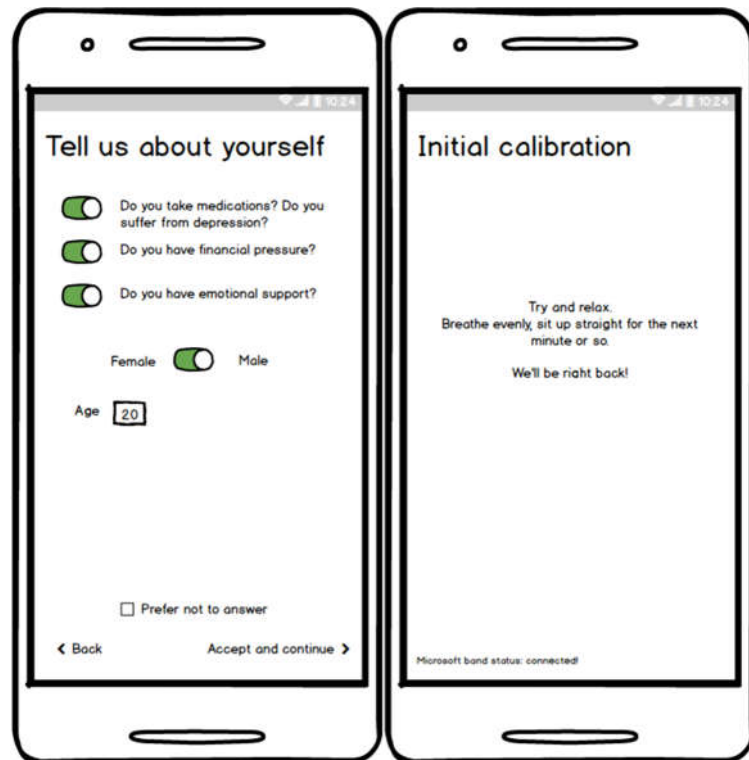 10:24
Tell us about yourself
Do you take medications? Do you
suffer from depression?
Do you have financial pressure?
Do you have emotional support?
Female Male
Age 20
Prefer not to answer
Back Accept and continue
10:24
Initial calibration
Try and relax.
Breathe evenly, sit up straight for the next
minute or so.
We'll be right back!
Microsoft band status: connected!